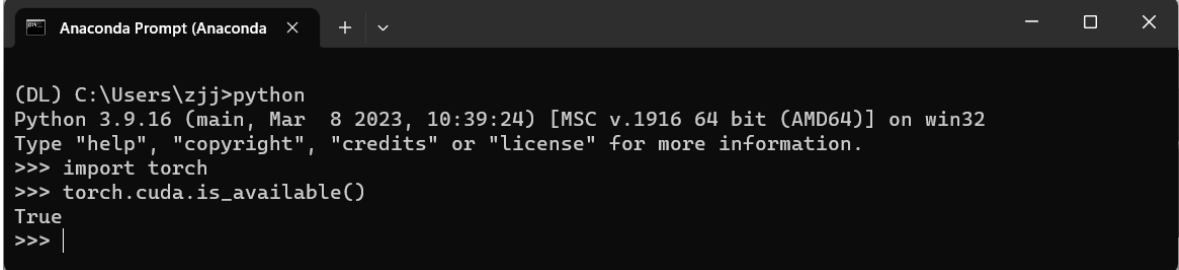 Anaconda Prompt (Anaconda
(DL) C:\Users\zjj>python
Python 3.9.16 (main, Mar  8 2023, 10:39:24) [MSC v.1916 64 bit (AMD64)] on win32
Type "help", "copyright", "credits" or "license" for more information.
>>> import torch
>>> torch.cuda.is_available()
True
>>>